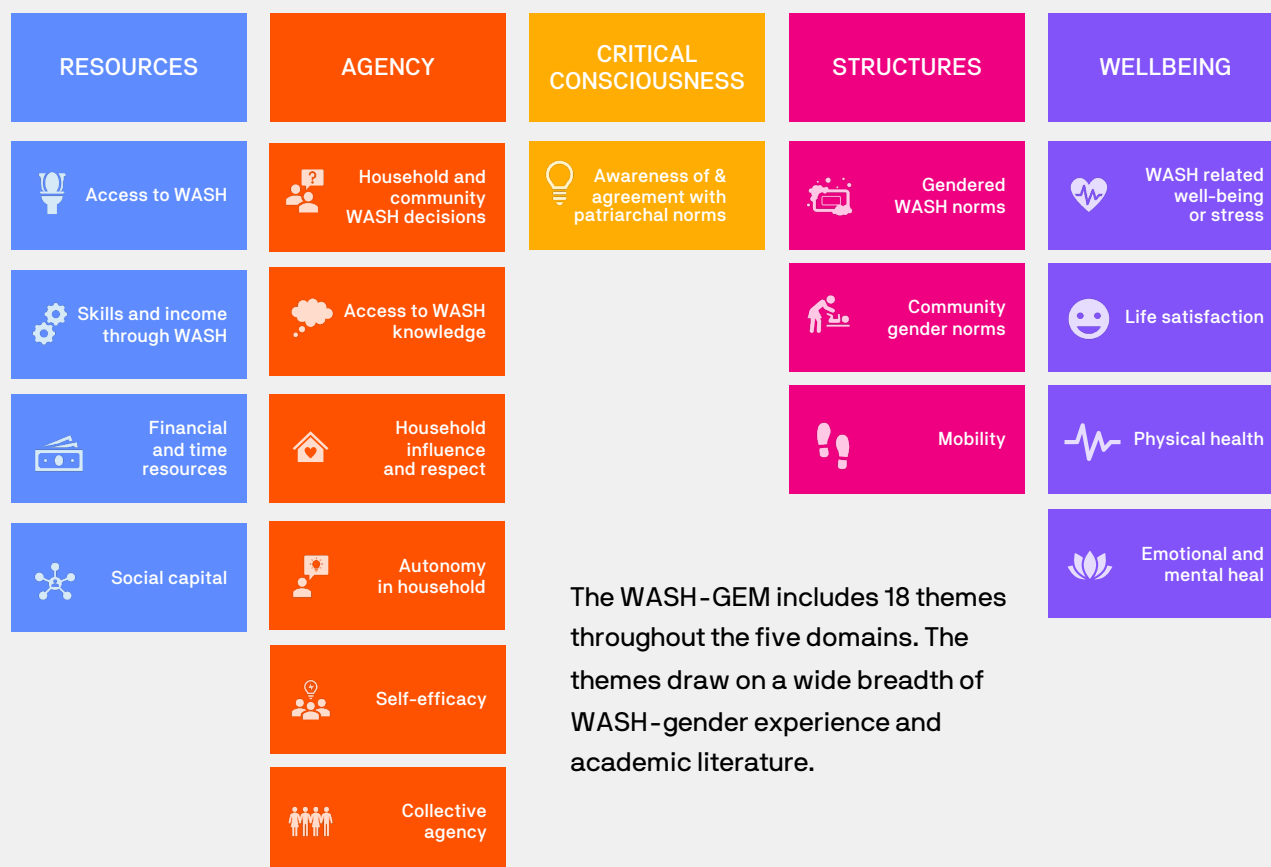 RESOURCES
AGENCY
CRITICAL
CONSCIOUSNESS
STRUCTURES
WELLBEING
Access to WASH
Skills and income
through WASH
Financial
and time
resources
Social capital
?
Household and
community
WASH decisions
Access to WASH
knowledge
Household
influence
and respect
Autonomy
in household
Self-efficacy
Collective
agency
Awareness of &
agreement with
patriarchal norms
Gendered
WASH norms
Community
gender norms
Mobility
WASH related
well-being
or stress
Life satisfaction
Physical health
Emotional and
mental heal
The WASH-GEM includes 18 themes
throughout the five domains. The
themes draw on a wide breadth of
WASH-gender experience and
academic literature.